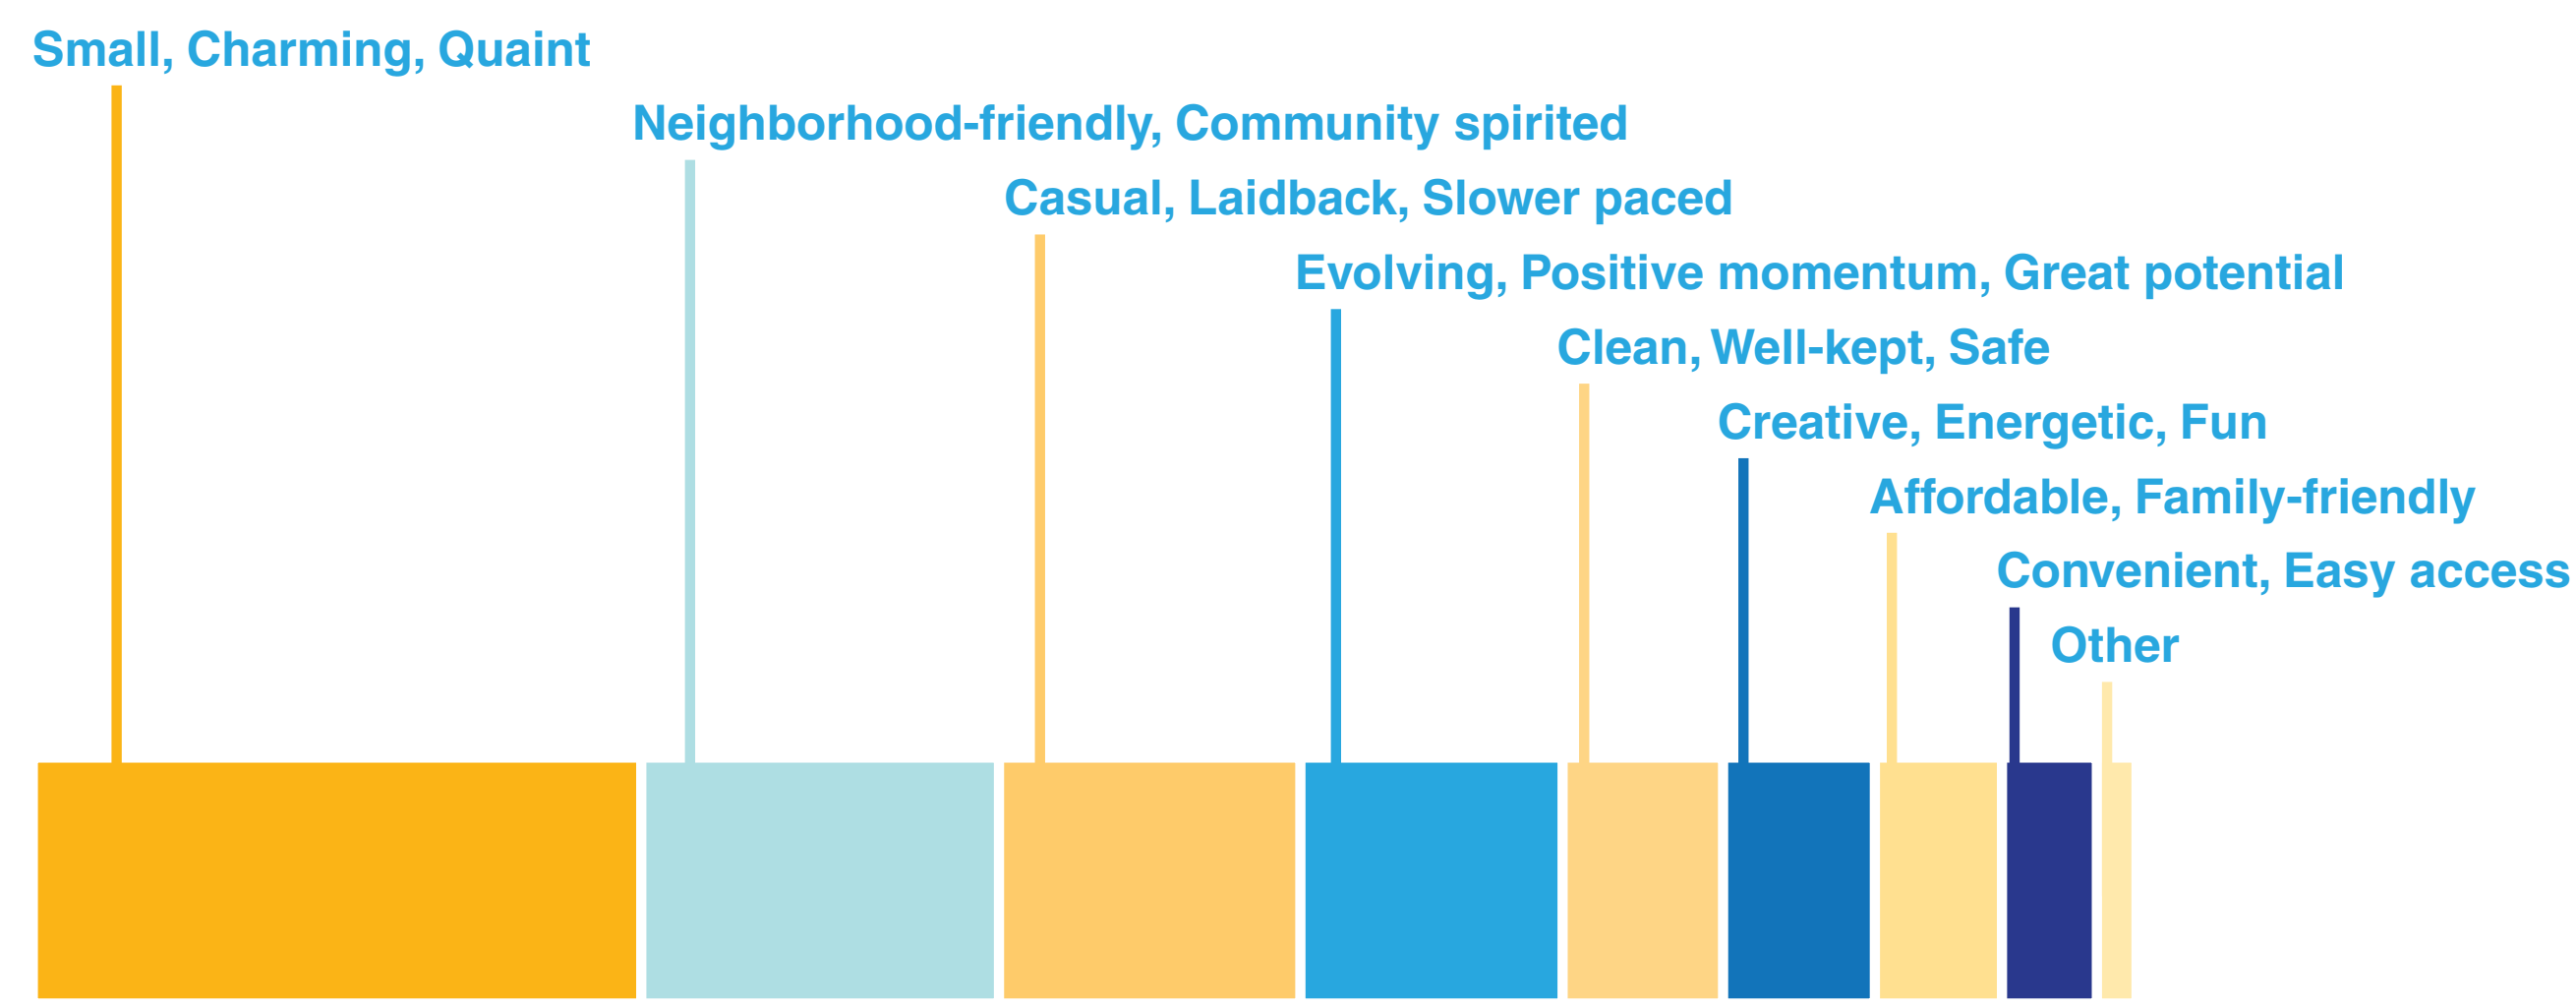 Small, Charming, Quaint
Neighborhood-friendly, Community spirited
Casual, Laidback, Slower paced
Evolving, Positive momentum, Great potential
Clean, Well-kept, Safe
Creative, Energetic, Fun
Affordable, Family-friendly
Convenient, Easy access
Other